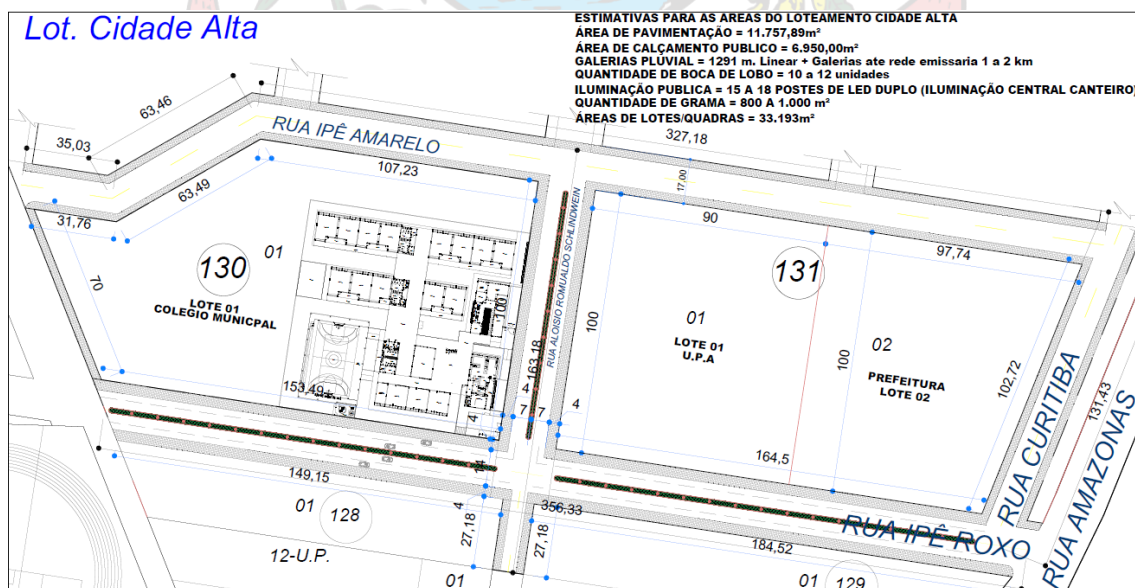 Lot. Cidade Alta
ESTIMATIVAS PARA AS AREAS DO LOTEAMENTO CIDADE ALTA
ÁREA DE PAVIMENTAÇÃO = 11.757,89m²
ÁREA DE CALÇAMENTO PUBLICO = 6.950,00m²
GALERIAS PLUVIAL = 1291 m. Linear + Galerias ate rede emissaria 1 a 2 km
QUANTIDADE DE BOCA DE LOBO = 10 a 12 unidades
ILUMINAÇÃO PUBLICA = 15 A 18 POSTES DE LED DUPLO (ILUMINAÇÃO CENTRAL CANTEIRO)
QUANTIDADE DE GRAMA = 800 A 1.000 m²
ÁREAS DE LOTES/QUADRAS = 33.193m²
63,46
35,03
RUA IPÊ AMARELO
327,18
17,00
107,23
63,49
31,76
90
97,74
130
01
70
LOTE 01
COLEGIO MUNICPAL
100
163,18
RUA ALOISIO ROMUALDO SCHLINDWEIN
131
01
LOTE 01
U.P.A
100
100
02
PREFEITURA
LOTE 02
102,72
131,43
RUA CURITIBA
RUA AMAZONAS
153,49
4
7
7
4
4
14
164,5
149,15
4
356,33
RUA IPÊ ROXO
184,52
01
128
27,18
27,18
12-U.P.
01
01
129